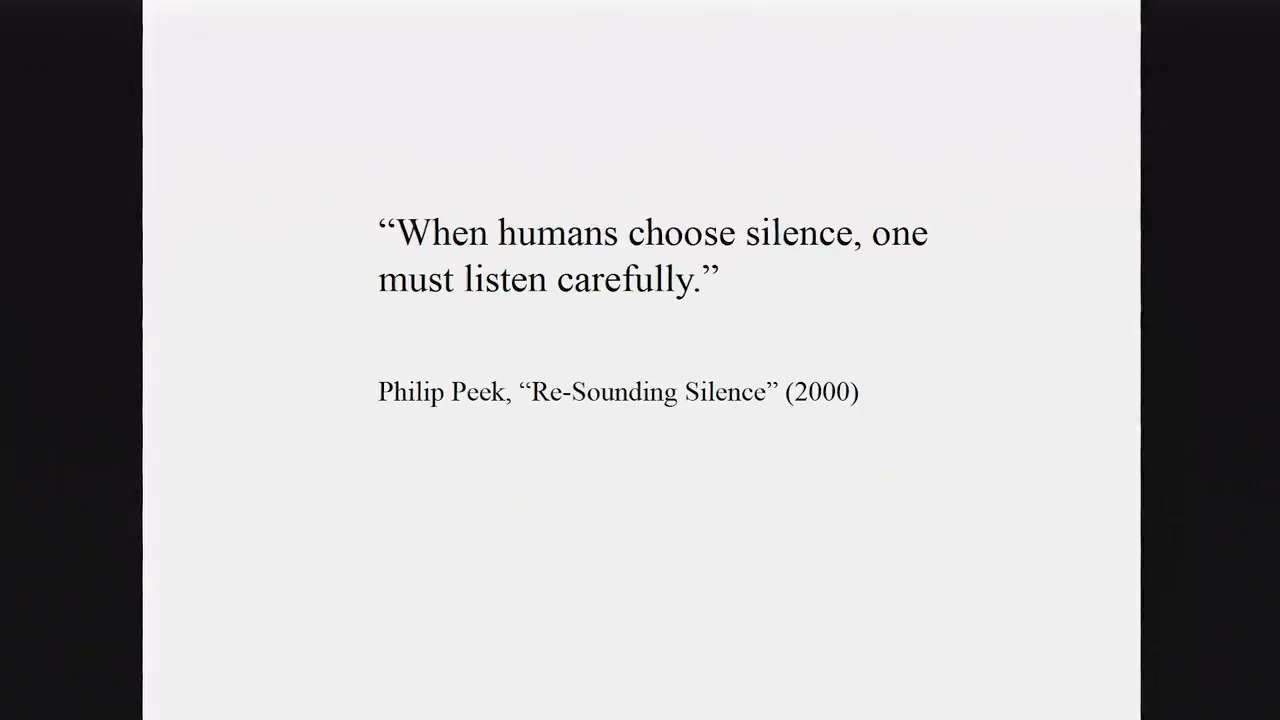 “When humans choose silence, one
must listen carefully.”
Philip Peek, “Re-Sounding Silence” (2000)